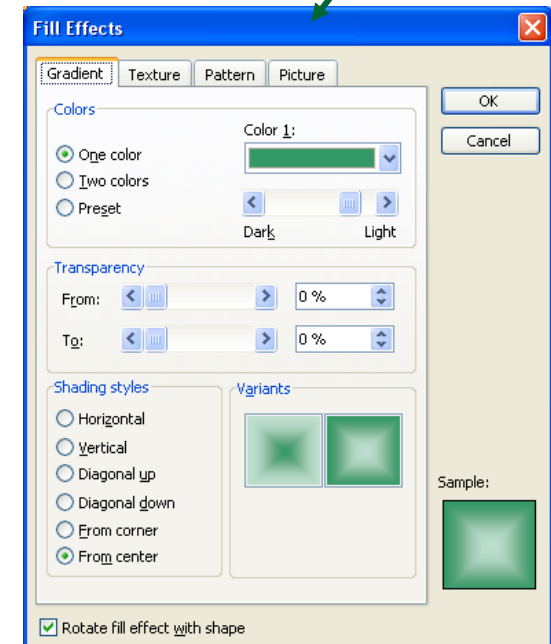 Fill Effects
Gradient Texture Pattern Picture
OK
Cancel
Colors
Color 1:
One color
Two colors
Preset
Dark Light
Transparency
From: 0 %
To: 0 %
Shading styles
Horizontal
Vertical
Diagonal up
Diagonal down
From corner
From center
Variants
Sample:
Rotate fill effect with shape